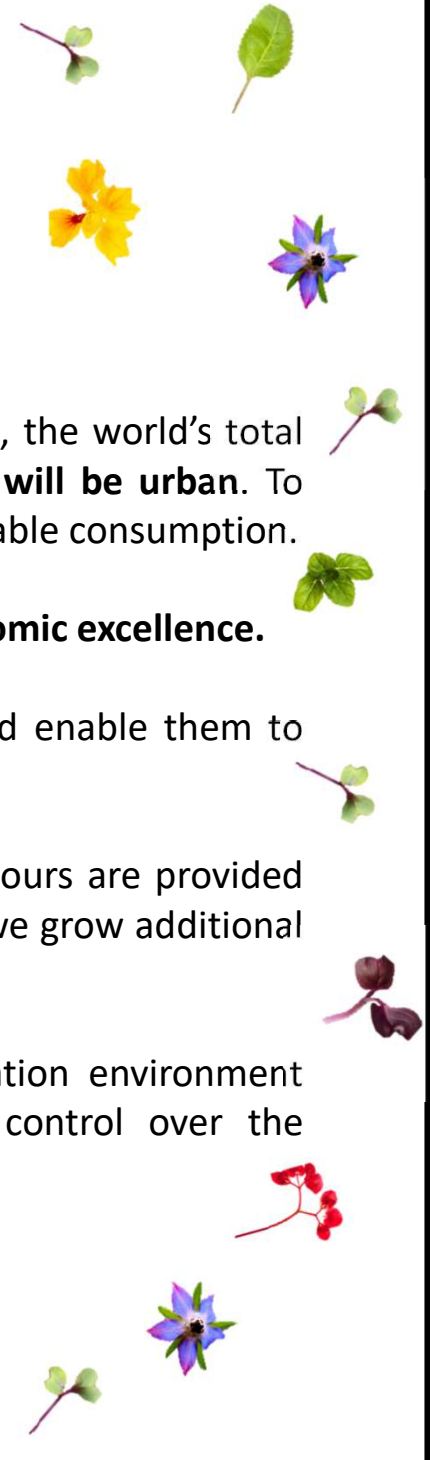 , the world's total
will be urban. To
able consumption.
omic excellence.
d enable them to
ours are provided
ve grow additional
ation environment
control over the